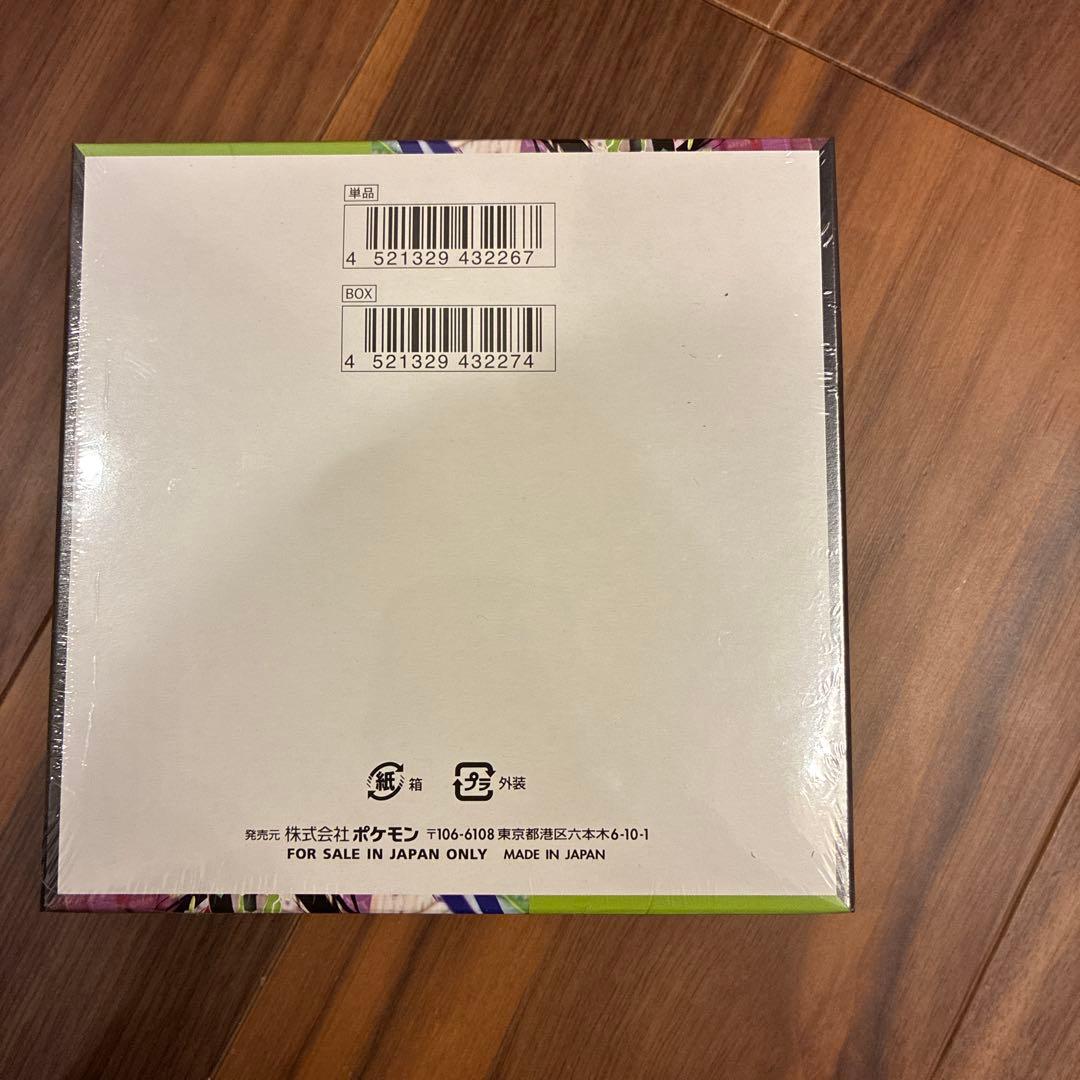 単品
4 521329 432267
BOX
4 521329 432274
紙 箱 プラ 外装
発売元 株式会社 ポケモン 〒106-6108 東京都港区六本木6-10-1
FOR SALE IN JAPAN ONLY MADE IN JAPAN